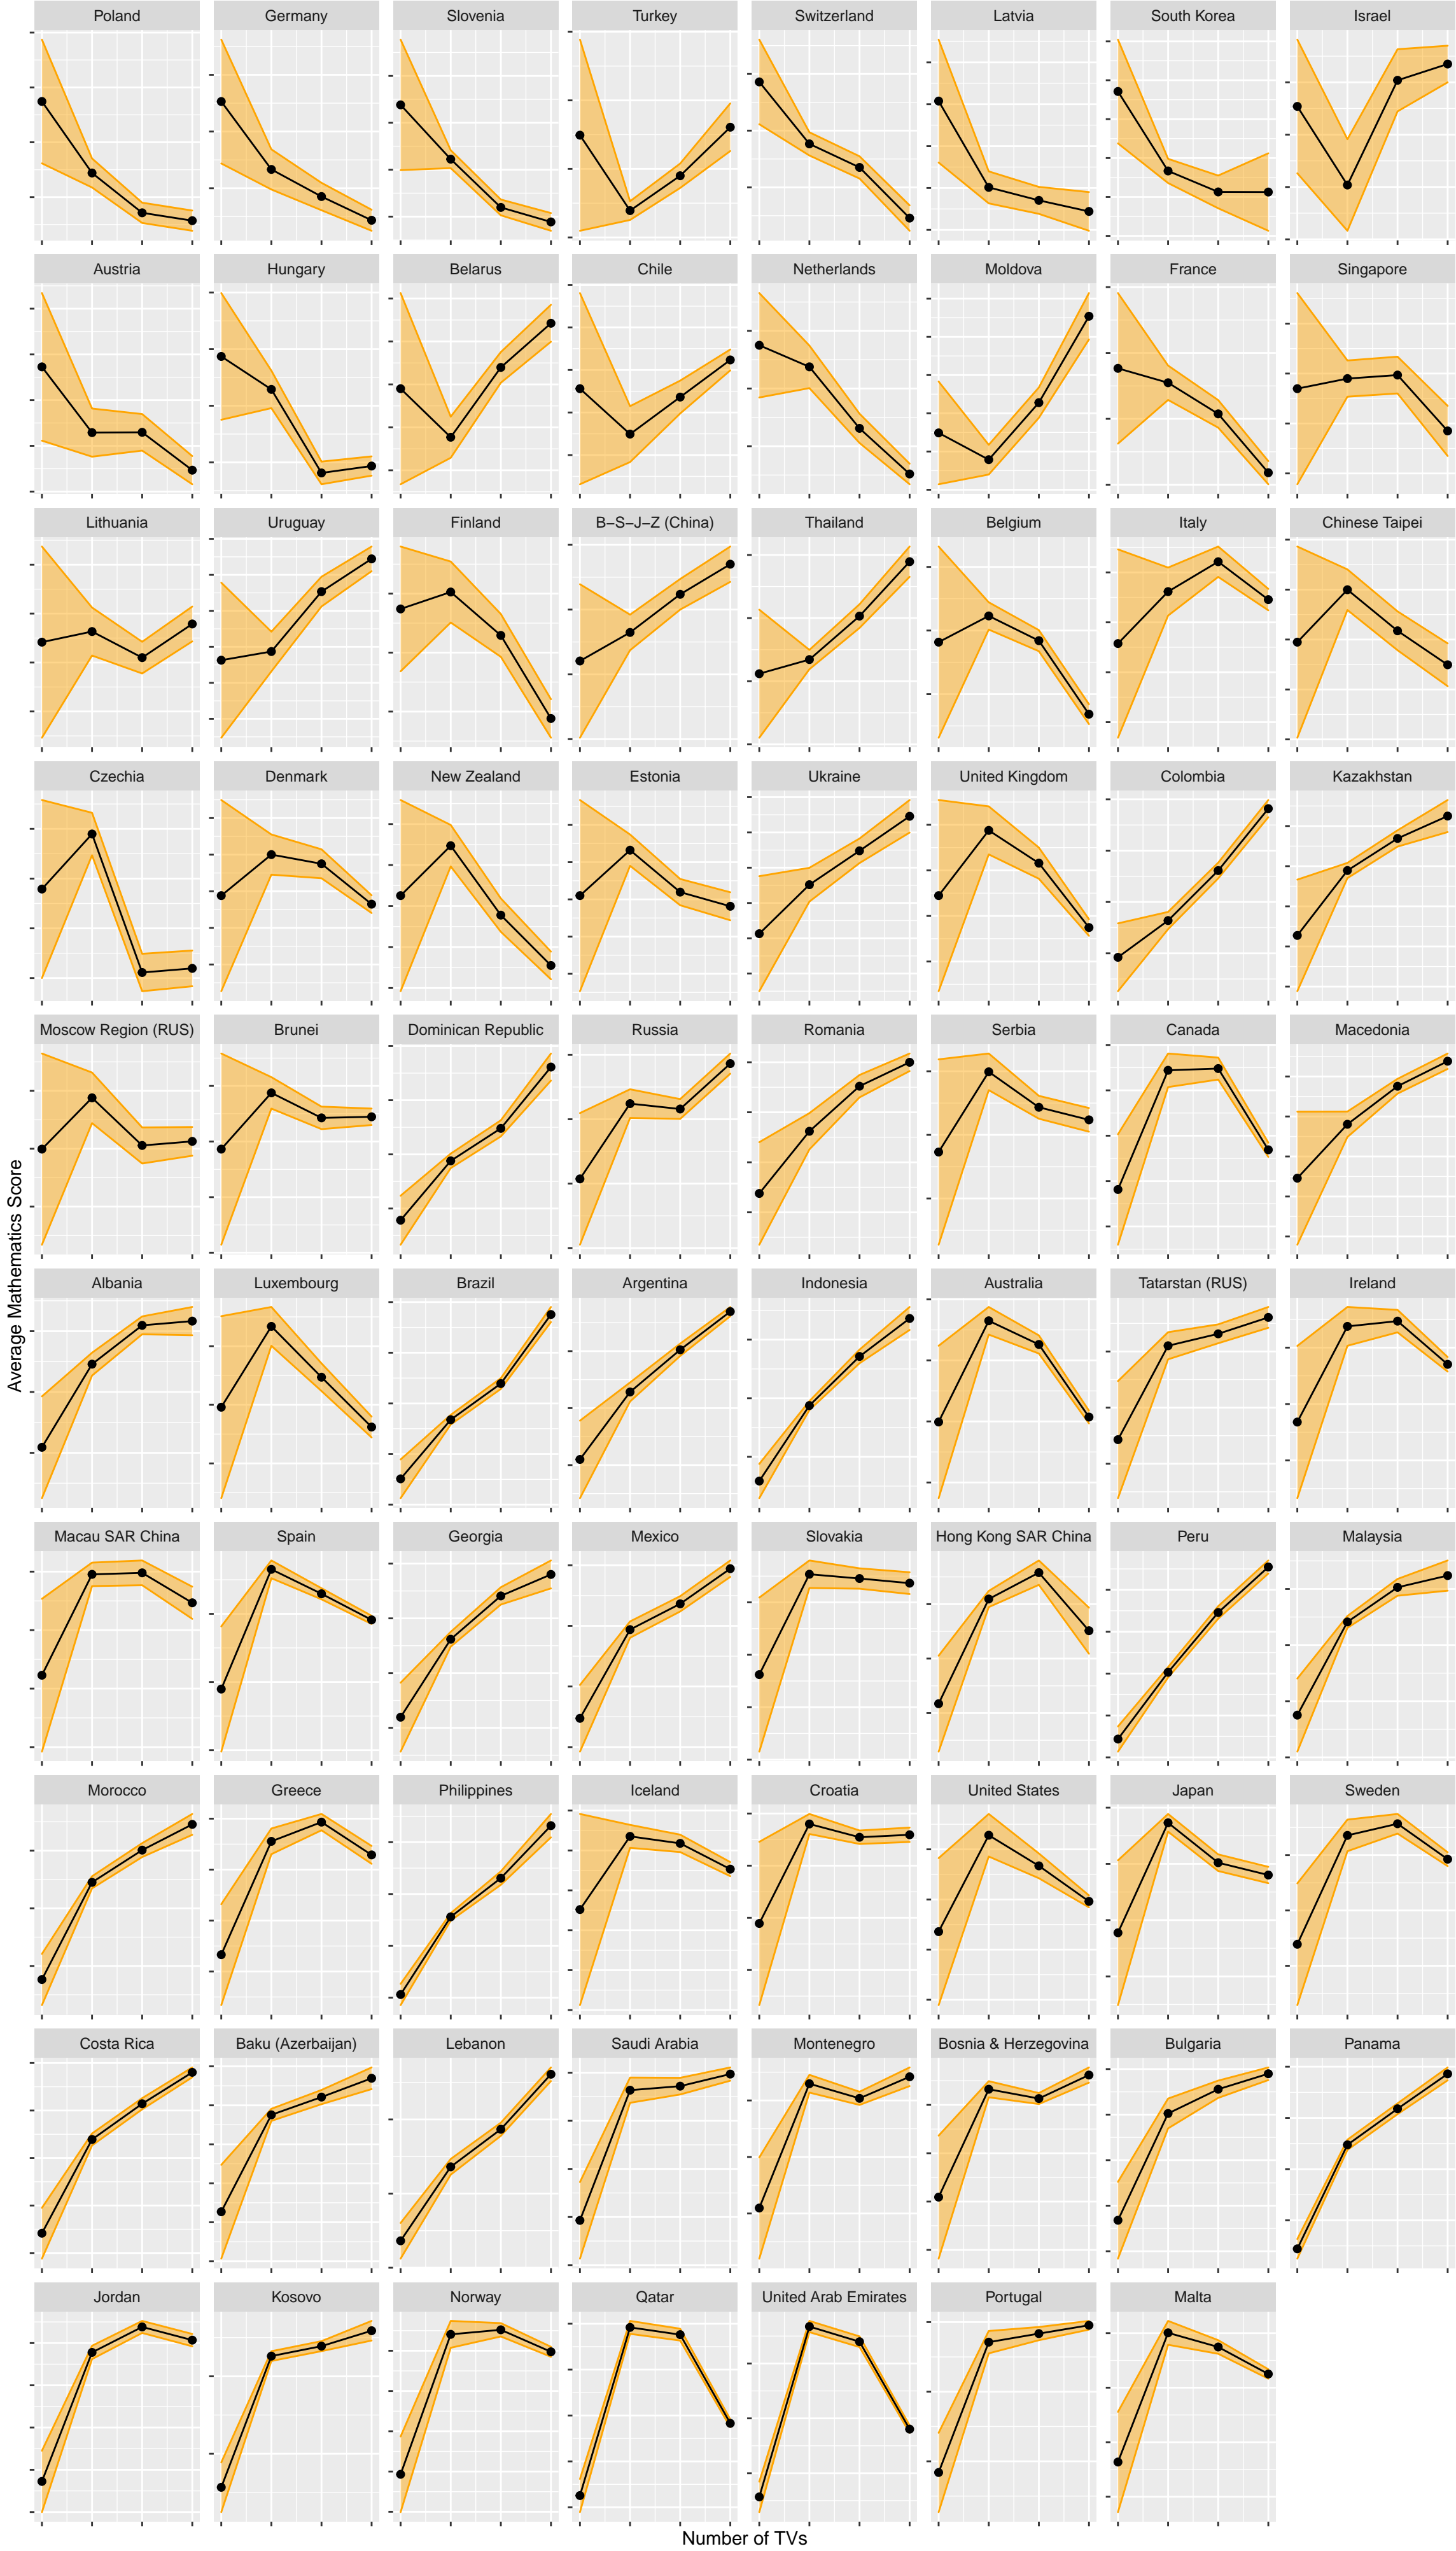 Poland Germany Slovenia Turkey Switzerland Latvia South Korea Israel
Austria Hungary Belarus Chile Netherlands Moldova France Singapore
Lithuania Uruguay Finland B−S−J−Z (China) Thailand Belgium Italy Chinese Taipei
Czechia Denmark New Zealand Estonia Ukraine United Kingdom Colombia Kazakhstan
Moscow Region (RUS) Brunei Dominican Republic Russia Romania Serbia Canada Macedonia
Average Mathematics Score
Albania Luxembourg Brazil Argentina Indonesia Australia Tatarstan (RUS) Ireland
Macau SAR China Spain Georgia Mexico Slovakia Hong Kong SAR China Peru Malaysia
Morocco Greece Philippines Iceland Croatia United States Japan Sweden
Costa Rica Baku (Azerbaijan) Lebanon Saudi Arabia Montenegro Bosnia & Herzegovina Bulgaria Panama
Jordan Kosovo Norway Qatar United Arab Emirates Portugal Malta
Number of TVs